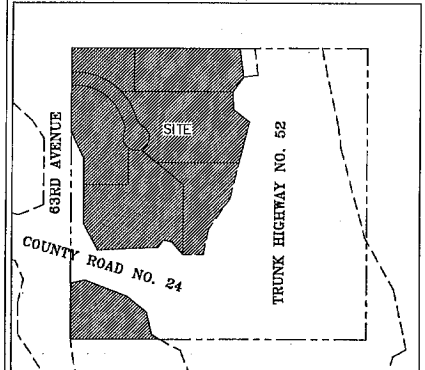 SITE
63RD AVENUE
TRUNK HIGHWAY NO. 52
COUNTY ROAD NO. 24